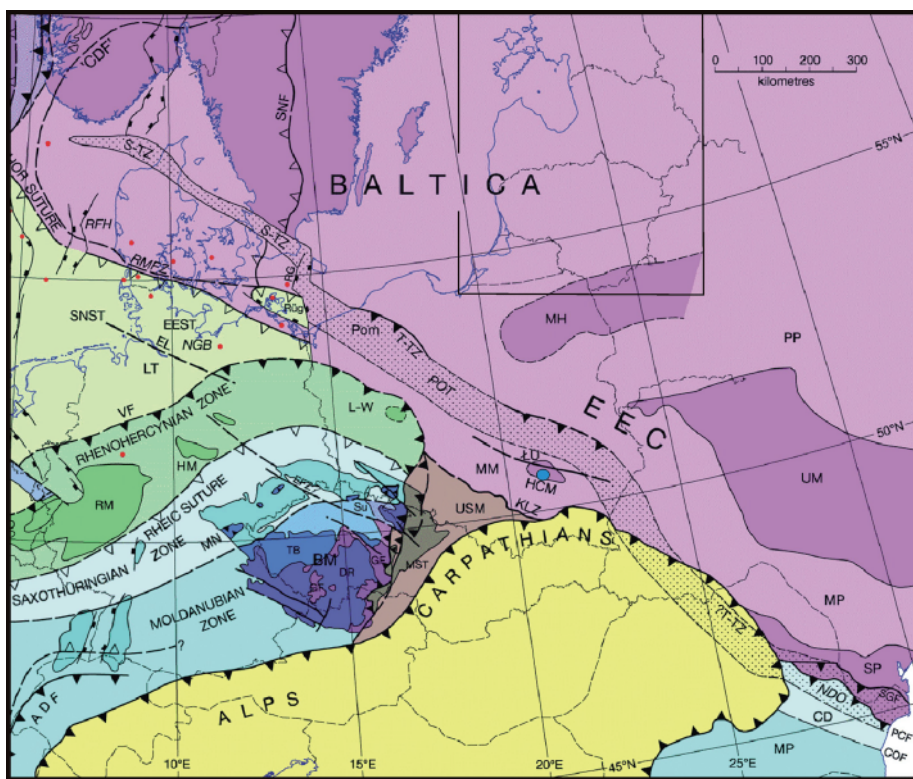 CDF
SNF
0 100 200 300
kilometres
55°N
S-TZ
BALTICA
SUTURE
RFH
S-TZ
RMFZ
RG
Rüg
SNST
EEST
EL
NGB
LT
Pom
T-TZ
POT
MH
PP
EEC
50°N
VF
RHENOHERCYNIAN ZONE
L-W
HM
RM
RHEIC SUTURE
LU
HCM
MM
KLZ
USM
UM
SAXOTHURINGIAN ZONE
MN
Su
TB
BM
DR
MST
CARPATHIANS
MOLDANUBIAN
ZONE
?
?T-TZ
MP
SP
SGF
NDO
CD
PCF
COF
ADF
ALPS
MP
10°E
15°E
20°E
45°N
25°E